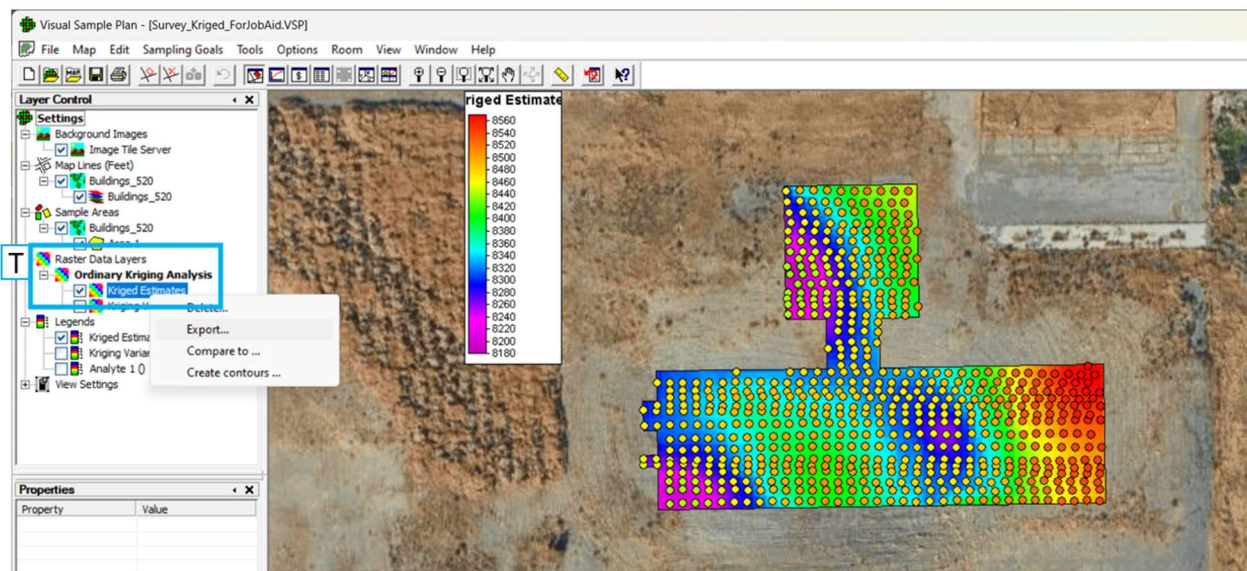 Visual Sample Plan - [Survey_Kriged_ForJobAid.VSP]
File Map Edit Sampling Goals Tools Options Room View Window Help
Layer Control
Settings
Background Images
Image Tile Server
Map Lines (Feet)
Buildings_520
Buildings_520
Sample Areas
Buildings_520
T
Raster Data Layers
Ordinary Kriging Analysis
Kriged Estimates
Delete...
Export...
Compare to ...
Create contours ...
Legends
Kriged Estima
Kriging Varian
Analyte 1 ()
View Settings
Properties
Property Value
riged Estimate
8560
8540
8520
8500
8480
8460
8440
8420
8400
8380
8360
8340
8320
8300
8280
8260
8240
8220
8200
8180